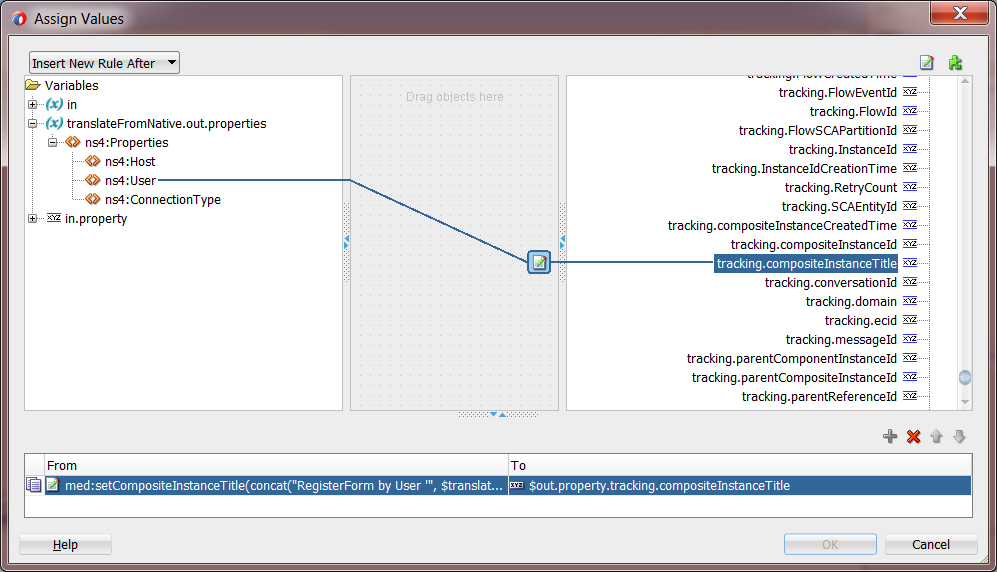 Assign Values
Insert New Rule After
Variables
in
translateFromNative.out.properties
ns4:Properties
ns4:Host
ns4:User
ns4:ConnectionType
in.property
Drag objects here
tracking.FlowCreatedTime
tracking.FlowEventId
tracking.FlowId
tracking.FlowSCAPartitionId
tracking.InstanceId
tracking.InstanceIdCreationTime
tracking.RetryCount
tracking.SCAEntityId
tracking.compositeInstanceCreatedTime
tracking.compositeInstanceId
tracking.compositeInstanceTitle
tracking.conversationId
tracking.domain
tracking.ecid
tracking.messageId
tracking.parentComponentInstanceId
tracking.parentCompositeInstanceId
tracking.parentReferenceId
From To
med:setCompositeInstanceTitle(concat("RegisterForm by User '", $translat... $out.property.tracking.compositeInstanceTitle
Help OK Cancel